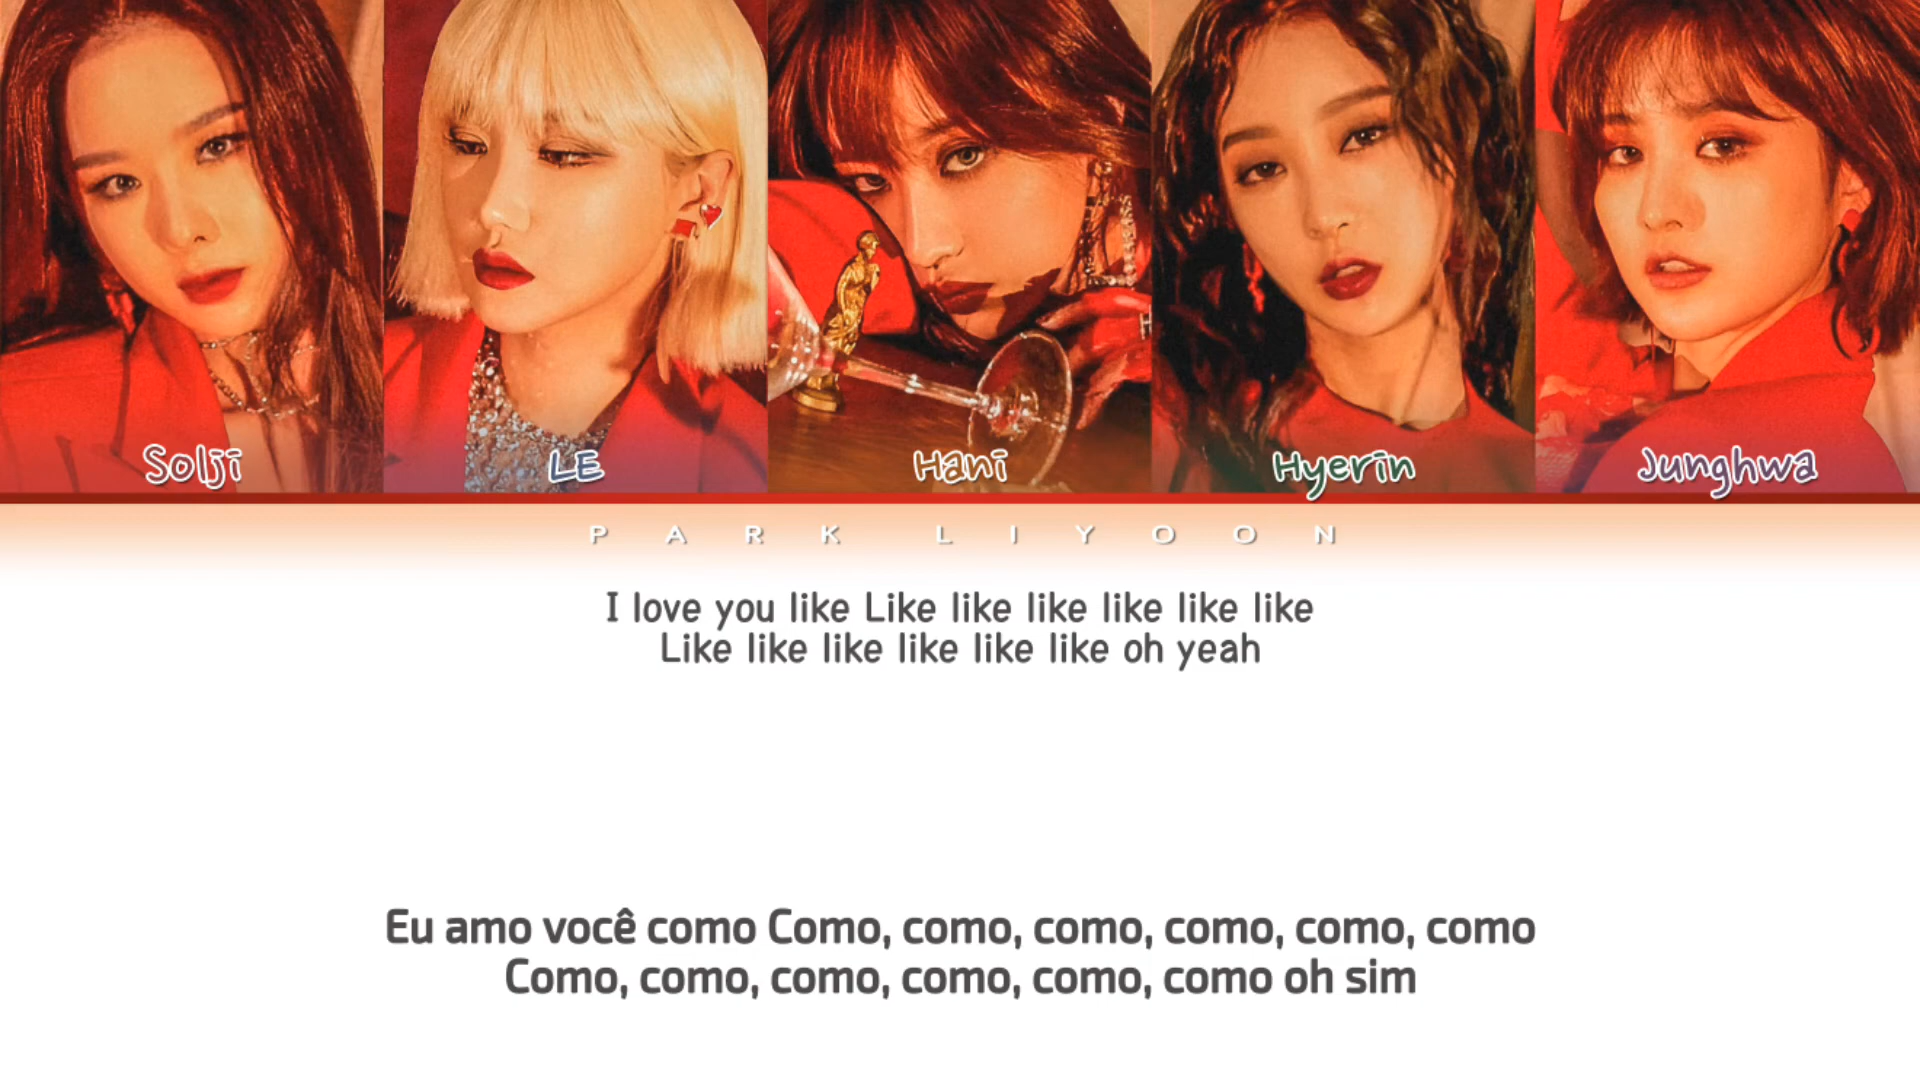 Solji LE Hani Hyerin Junghwa
PARK LIYOON
I love you like Like like like like like like
Like like like like like like oh yeah
Eu amo você como Como, como, como, como, como, como
Como, como, como, como, como, como oh sim